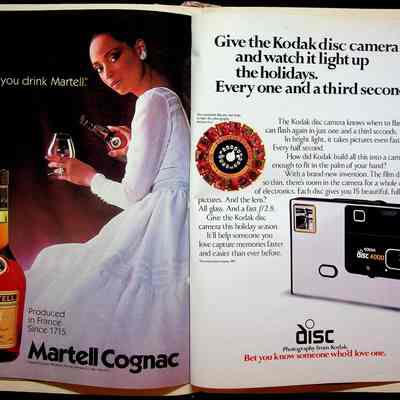 you drink Martell."
Produced
in France
Since 1715.
Martell Cognac
Give the Kodak disc camera
and watch it light up
the holidays.
Every one and a third secon
The Kodak disc camera knows when to fla
can flash again in just one and a third seconds.
In bright light, it takes pictures even fast
Every half second.
How did Kodak build all this into a came
enough to fit in the palm of your hand?
With a brand-new invention. The film di
so thin, there's room in the camera for a whole
of electronics. Each disc gives you 15 beautiful, full
pictures. And the lens?
All glass. And a fast f/2.8.
Give the Kodak disc
camera this holiday season.
It'll help someone you
love capture memories faster
and easier than ever before.
KODAK
disc 4000
disc
Photography from Kodak.
Bet you know someone who'd love one.